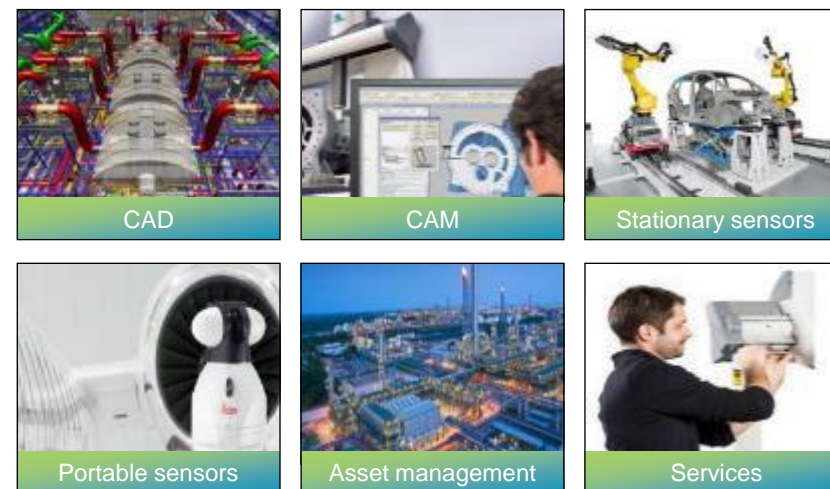 CAD
CAM
Stationary sensors
Portable sensors
Asset management
Services